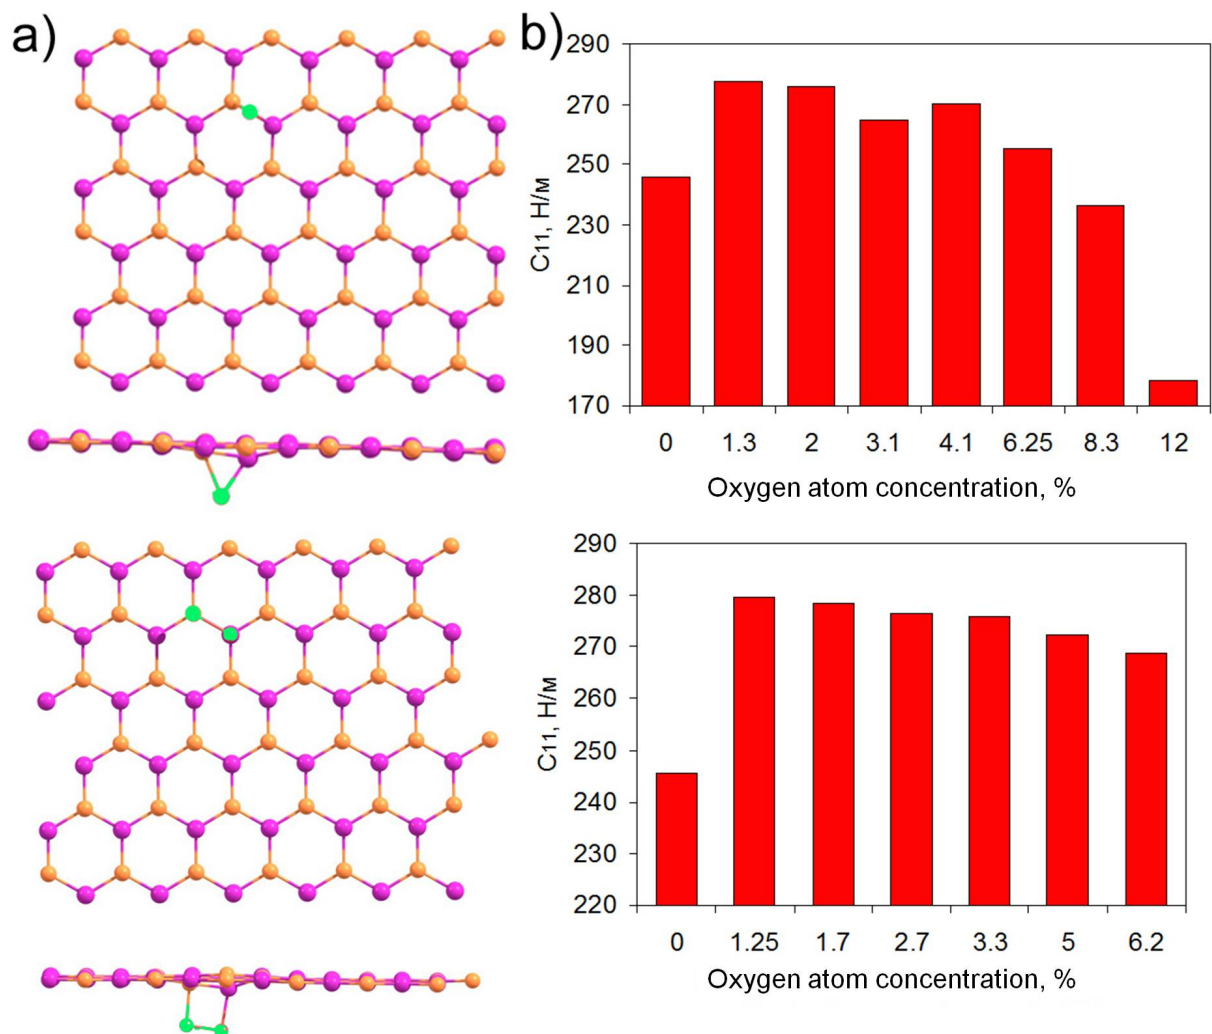 a)
b)
290
270
250
230
210
190
170
C11, Н/м
0 1.3 2 3.1 4.1 6.25 8.3 12
Oxygen atom concentration, %
290
280
270
260
250
240
230
220
C11, Н/м
0 1.25 1.7 2.7 3.3 5 6.2
Oxygen atom concentration, %